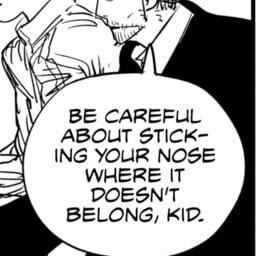 BE CAREFUL
ABOUT STICK-
ING YOUR NOSE
WHERE IT
DOESN'T
BELONG, KID.